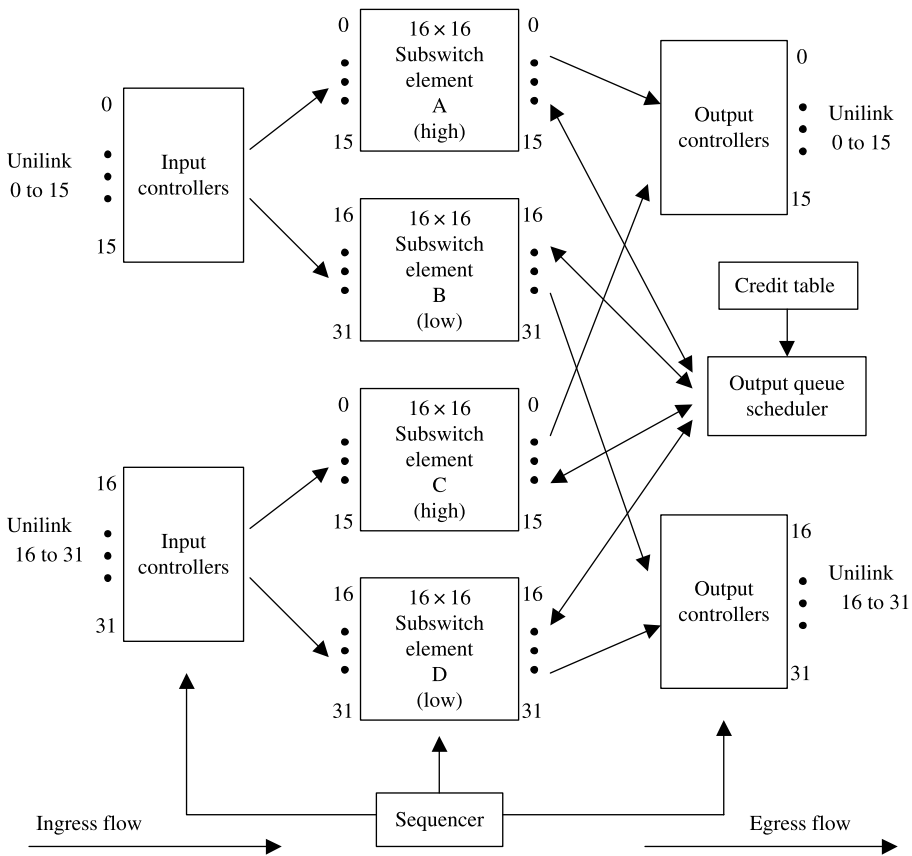 0
16 × 16
Subswitch
element
A
(high)
0
15
15
0
Input
controllers
15
Unilink
0 to 15
16
16 × 16
Subswitch
element
B
(low)
16
31
31
0
Output
controllers
15
Unilink
0 to 15
Credit table
Output queue
scheduler
0
16 × 16
Subswitch
element
C
(high)
0
15
15
16
Input
controllers
31
Unilink
16 to 31
16
16 × 16
Subswitch
element
D
(low)
16
31
31
16
Output
controllers
31
Unilink
16 to 31
Ingress flow
Sequencer
Egress flow